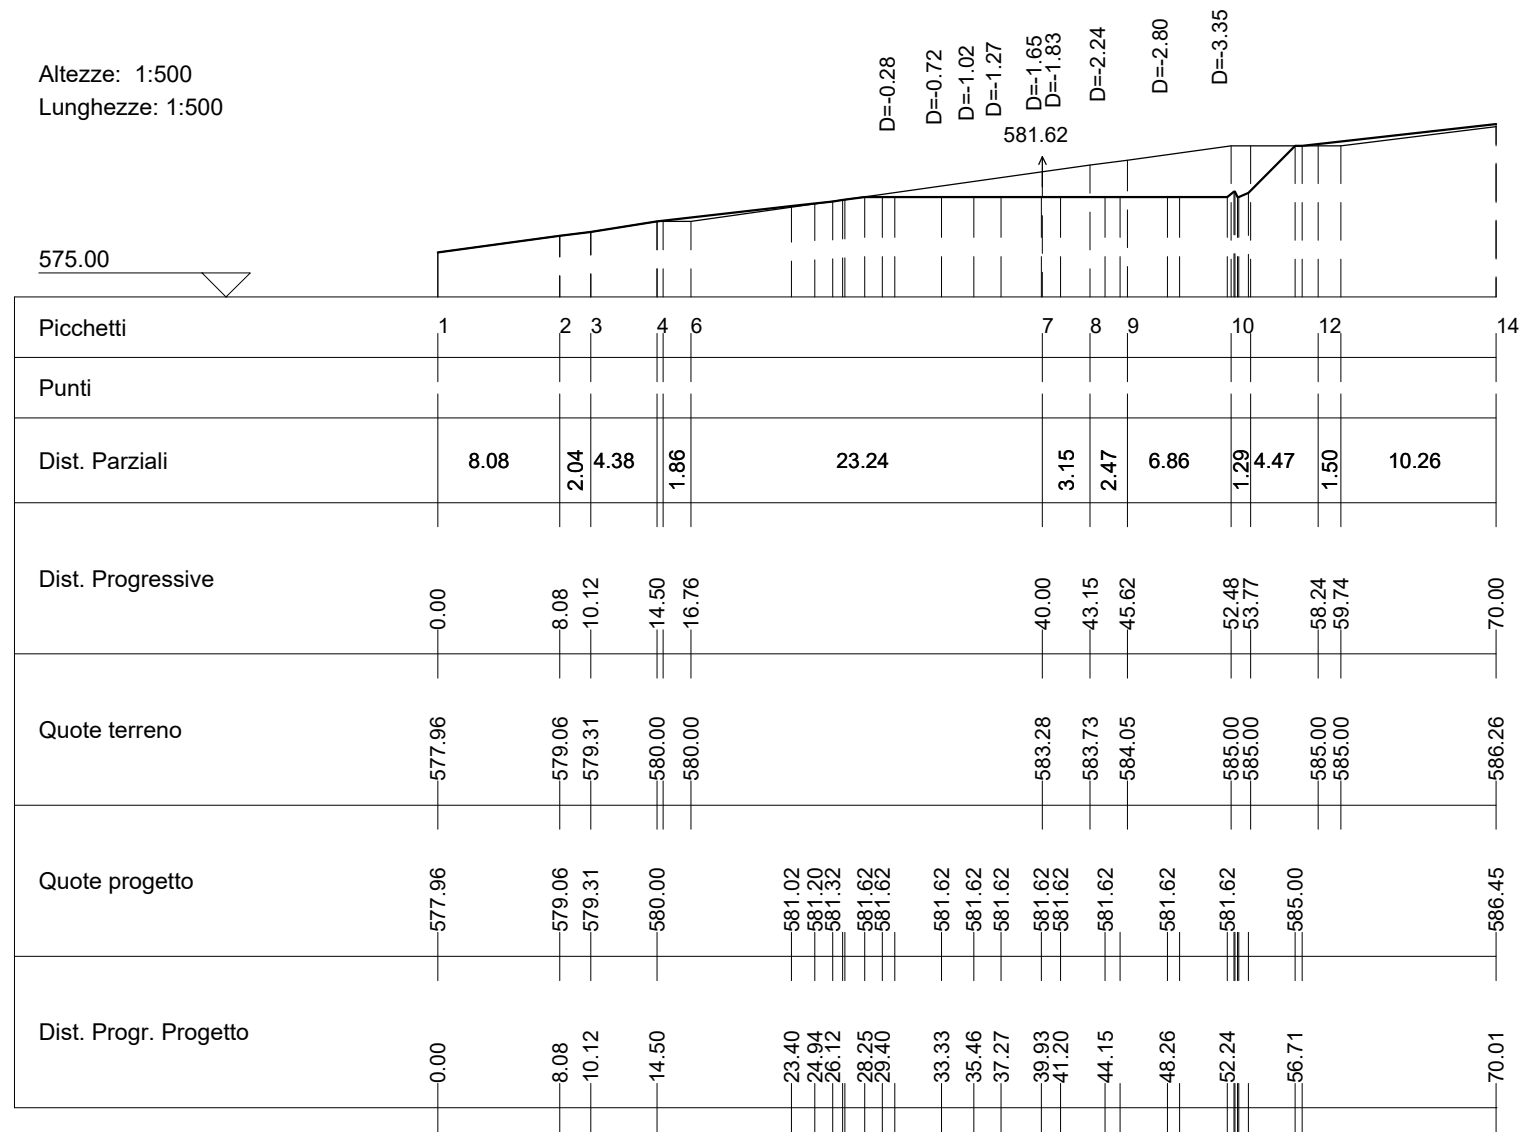 Altezze: 1:500
Lunghezze: 1:500
D=-0.28 D=-0.72 D=-1.02 D=-1.27 D=-1.65 D=-1.83 D=-2.24 D=-2.80 D=-3.35
581.62
575.00
Picchetti 1 2 3 4 6 7 8 9 10 12 14
Punti
Dist. Parziali 8.08 2.04 4.38 1.86 23.24 3.15 2.47 6.86 1.29 4.47 1.50 10.26
Dist. Progressive 0.00 8.08 10.12 14.50 16.76 40.00 43.15 45.62 52.48 53.77 58.24 59.74 70.00
Quote terreno 577.96 579.06 579.31 580.00 580.00 583.28 583.73 584.05 585.00 585.00 585.00 585.00 586.26
Quote progetto 577.96 579.06 579.31 580.00 581.02 581.20 581.32 581.62 581.62 581.62 581.62 581.62 581.62 581.62 581.62 581.62 581.62 585.00 586.45
Dist. Progr. Progetto 0.00 8.08 10.12 14.50 23.40 24.94 26.12 28.25 29.40 33.33 35.46 37.27 39.93 41.20 44.15 48.26 52.24 56.71 70.01